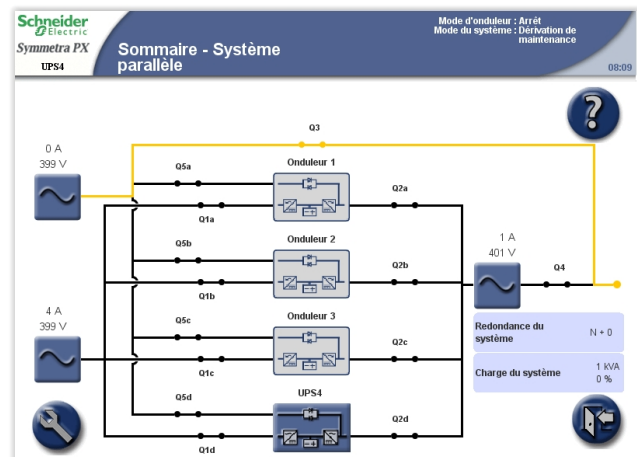 Schneider
Electric
Symmetra PX
UPS4
Sommaire - Système
parallèle
Mode d'onduleur : Arrêt
Mode du système : Dérivation de
maintenance
08:09
?
Q3
0 A
399 V
Q5a
Onduleur 1
Q2a
Q1a
Q5b
Onduleur 2
Q2b
Q1b
1 A
401 V
Q4
4 A
399 V
Q5c
Onduleur 3
Q2c
Q1c
Redondance du
système
N + 0
Charge du système
1 kVA
0 %
Q5d
UPS4
Q2d
Q1d